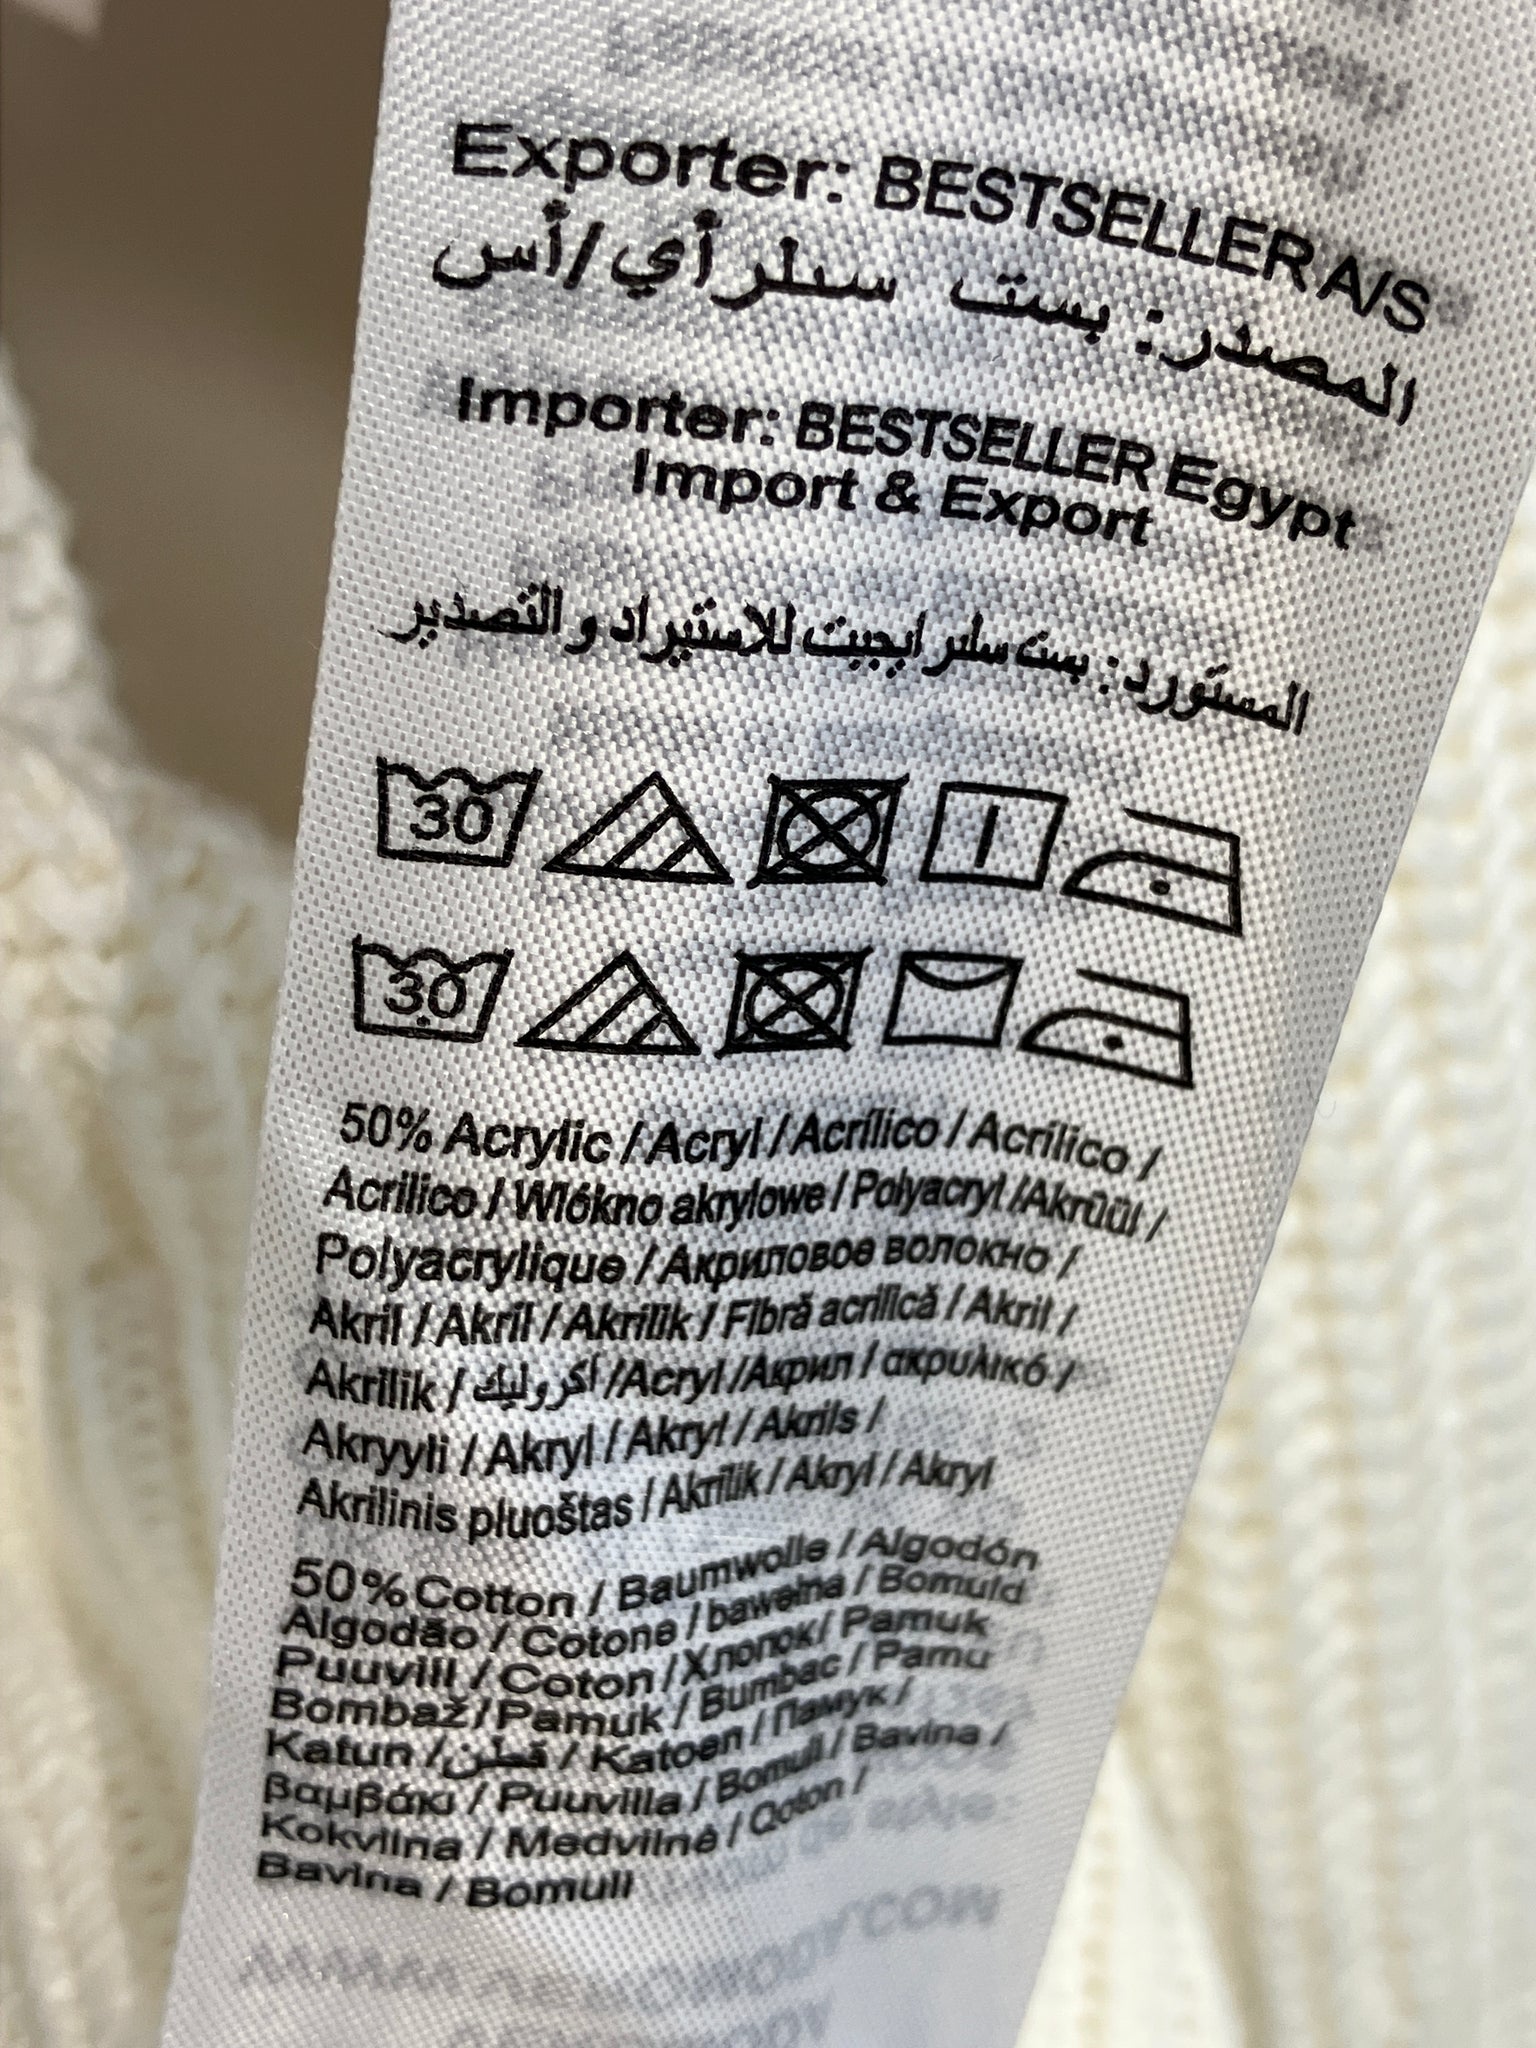 Exporter: BESTSELLER A/S
المصدر: بست سلر أي/أس
Importer: BESTSELLER Egypt
Import & Export
المستورد: بست سلر ايجيبت للاستيراد و التصدير
30
30
50% Acrylic / Acryl / Acrílico / Acrílico /
Acrilico / Włókno akrylowe / Polyacryl /Akrüül /
Polyacrylique / Акриловое волокно /
Akril / Akril / Akrilik / Fibră acrilică / Akril /
Akrilik / أكروليك /Acryl /Акрил / ακρυλικό /
Akryyli / Akryl / Akryl / Akrils /
Akrilinis pluoštas / Akrilik / Akryl / Akryl
50% Cotton / Baumwolle / Algodón
Algodão / Cotone / bawełna / Bomuld
Puuvill / Coton / Хлопок/ Pamuk
Bombaž / Pamuk / Bumbac / Pamu
Katun / قطن / Katoen / Памук /
βαμβάκι / Puuvilla / Bomull / Bavlna /
Kokvilna / Medvilnė / Qoton /
Bavlna / Bomull